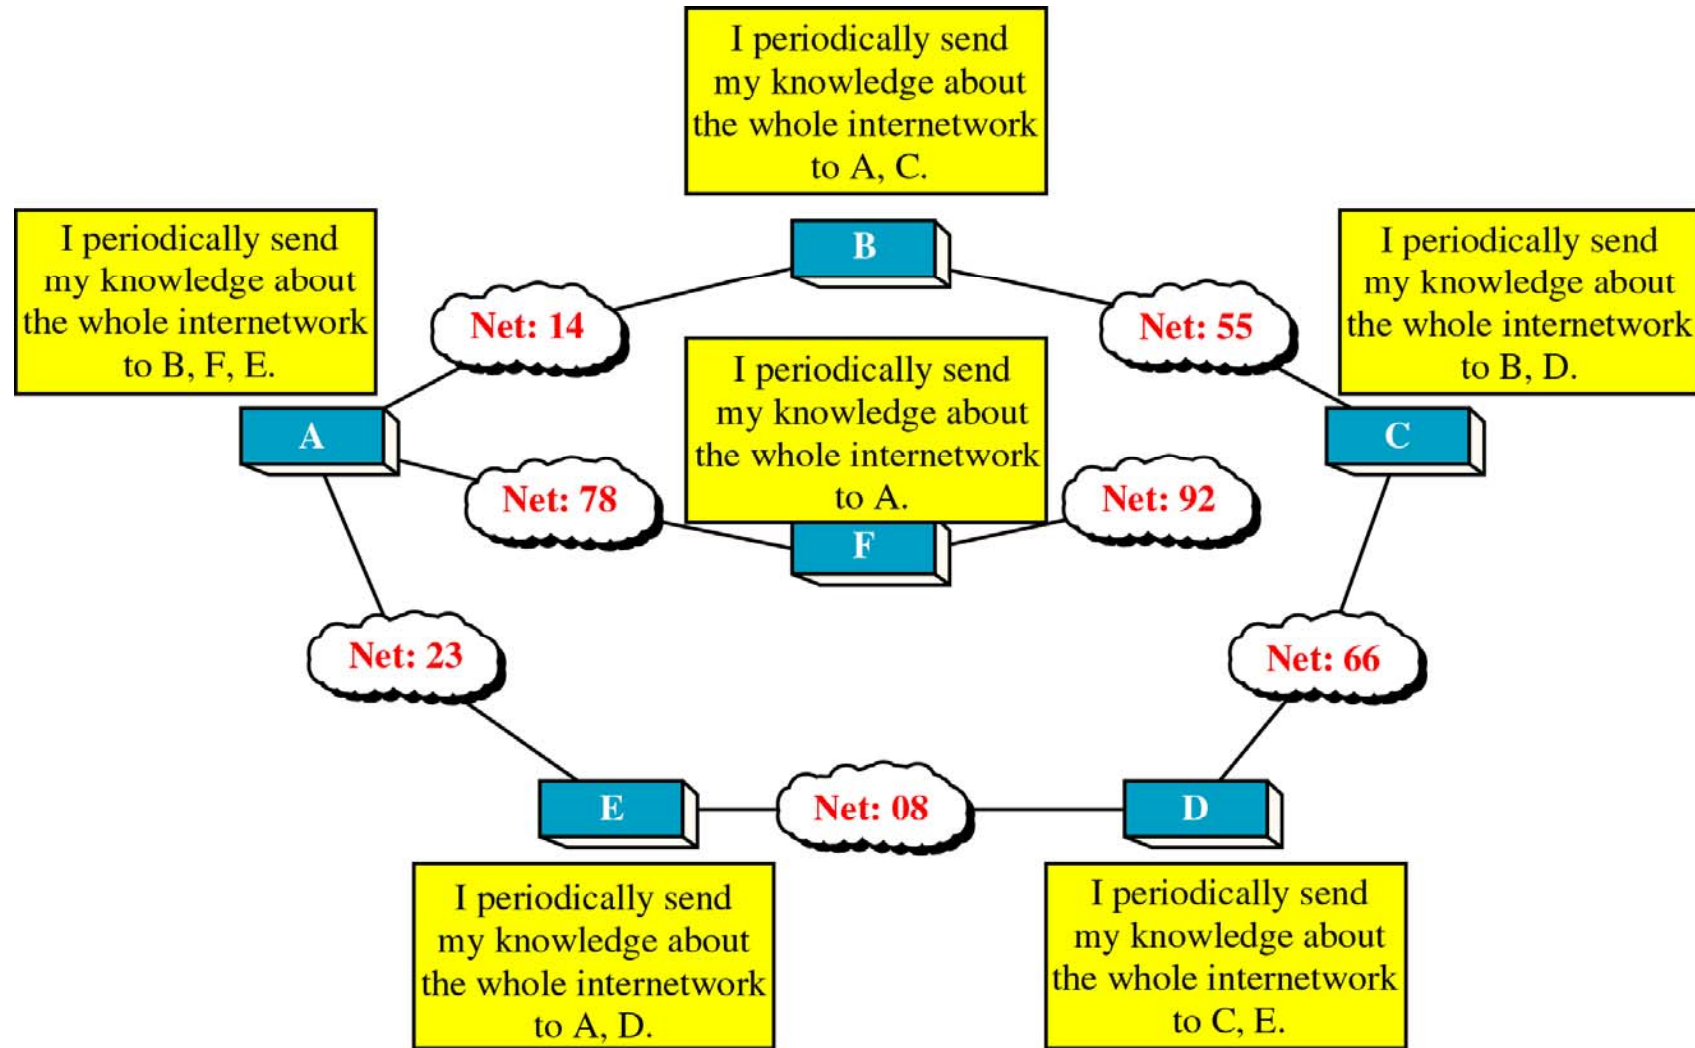 I periodically send
my knowledge about
the whole internetwork
to A, C.
I periodically send
my knowledge about
the whole internetwork
to B, F, E.
B
I periodically send
my knowledge about
the whole internetwork
to B, D.
Net: 14
Net: 55
I periodically send
my knowledge about
the whole internetwork
to A.
A
C
Net: 78
Net: 92
F
Net: 23
Net: 66
E
Net: 08
D
I periodically send
my knowledge about
the whole internetwork
to A, D.
I periodically send
my knowledge about
the whole internetwork
to C, E.